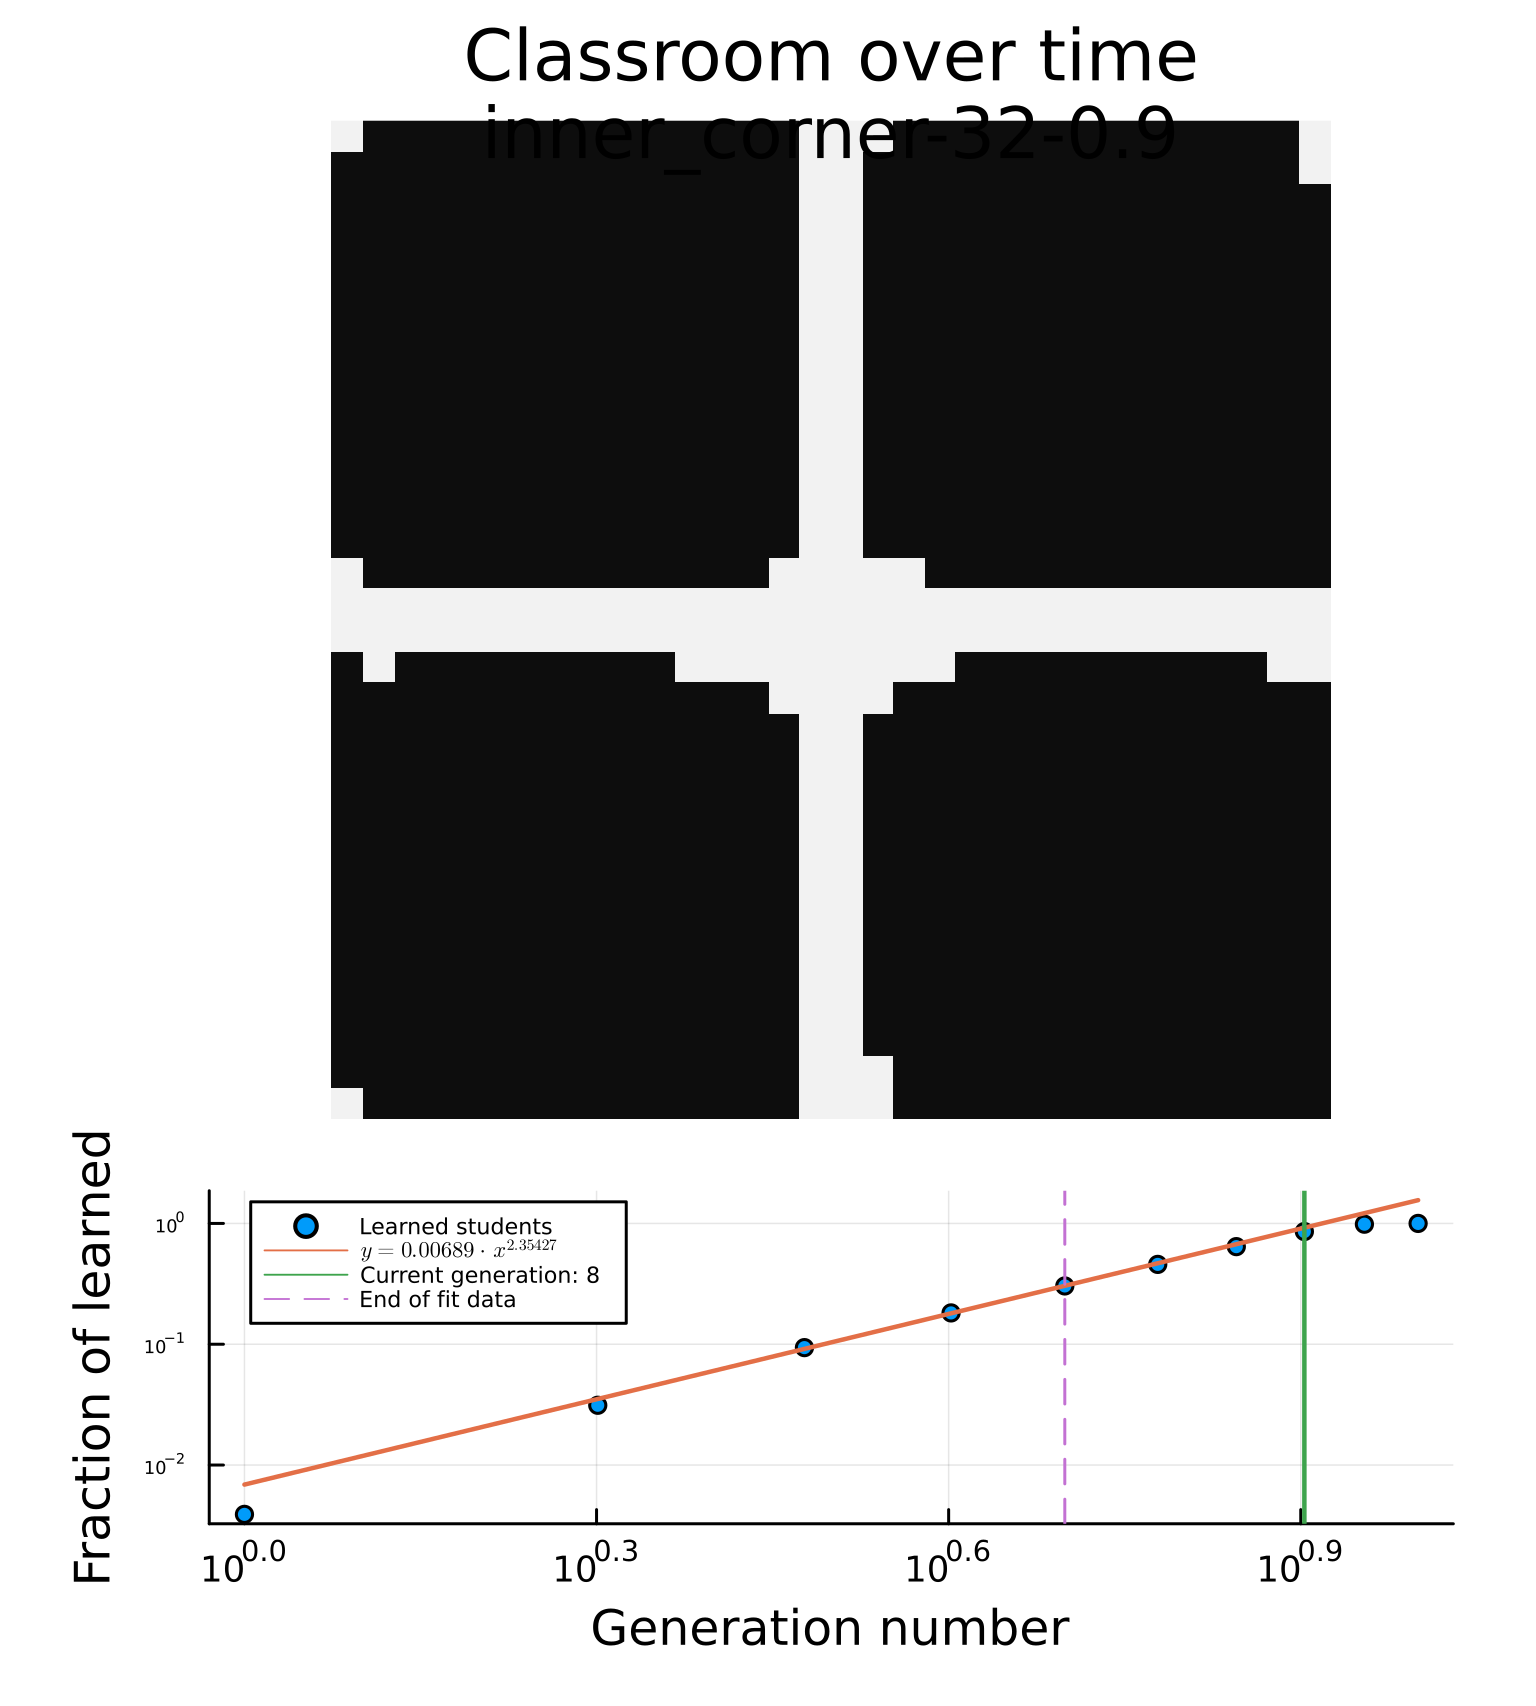 Classroom over time
inner_corner-32-0.9
Fraction of learned
10⁰
10⁻¹
10⁻²
Learned students
y = 0.00689 · x^2.35427
Current generation: 8
End of fit data
10^0.0
10^0.3
10^0.6
10^0.9
Generation number